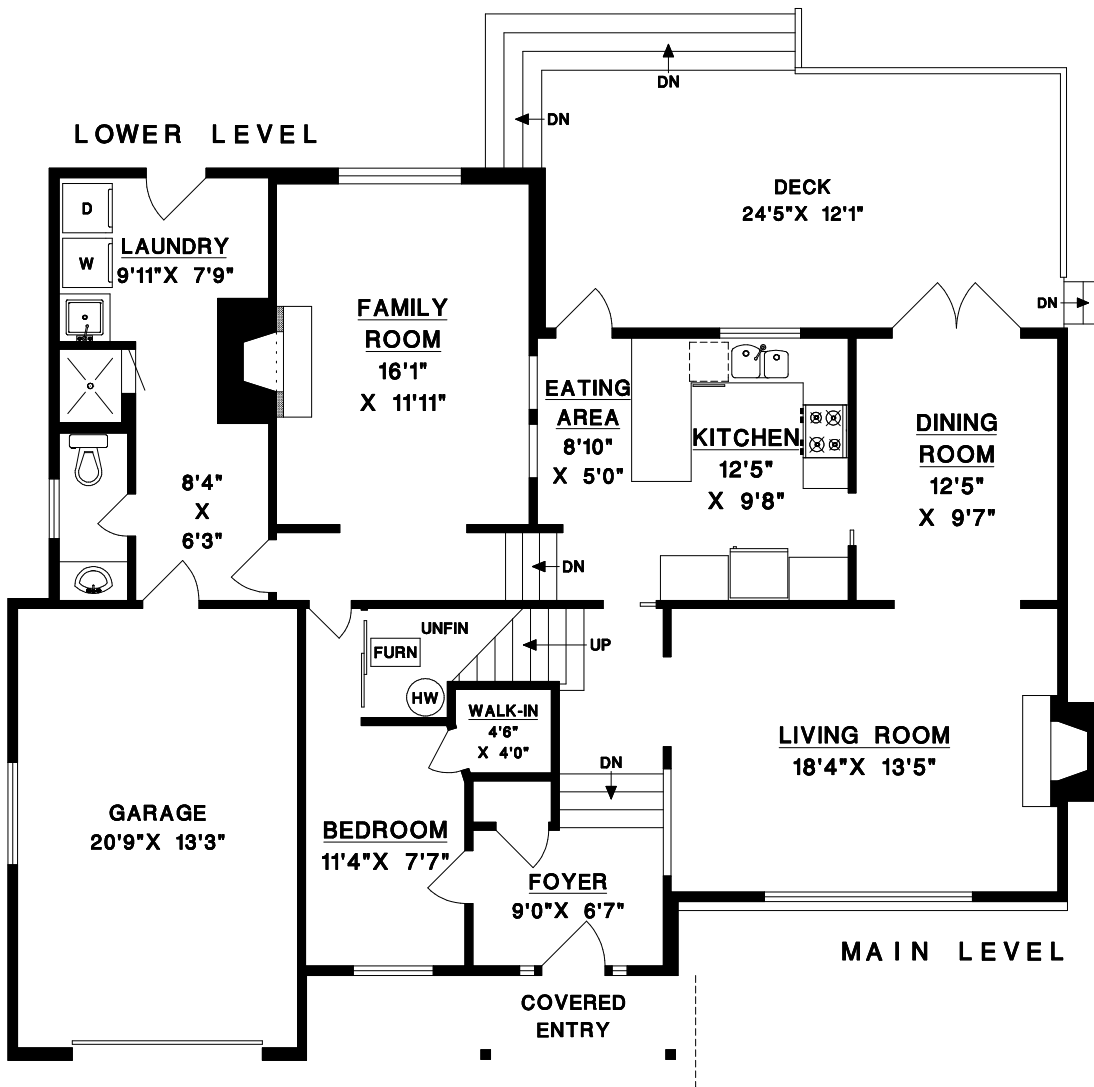 DN
DN
LOWER LEVEL
DECK
24'5"X 12'1"
D
W
LAUNDRY
9'11"X 7'9"
DN
FAMILY
ROOM
16'1"
X 11'11"
EATING
AREA
8'10"
X 5'0"
KITCHEN
12'5"
X 9'8"
DINING
ROOM
12'5"
X 9'7"
8'4"
X
6'3"
DN
UNFIN
FURN
UP
HW
WALK-IN
4'6"
X 4'0"
DN
LIVING ROOM
18'4"X 13'5"
GARAGE
20'9"X 13'3"
BEDROOM
11'4"X 7'7"
FOYER
9'0"X 6'7"
MAIN LEVEL
COVERED
ENTRY